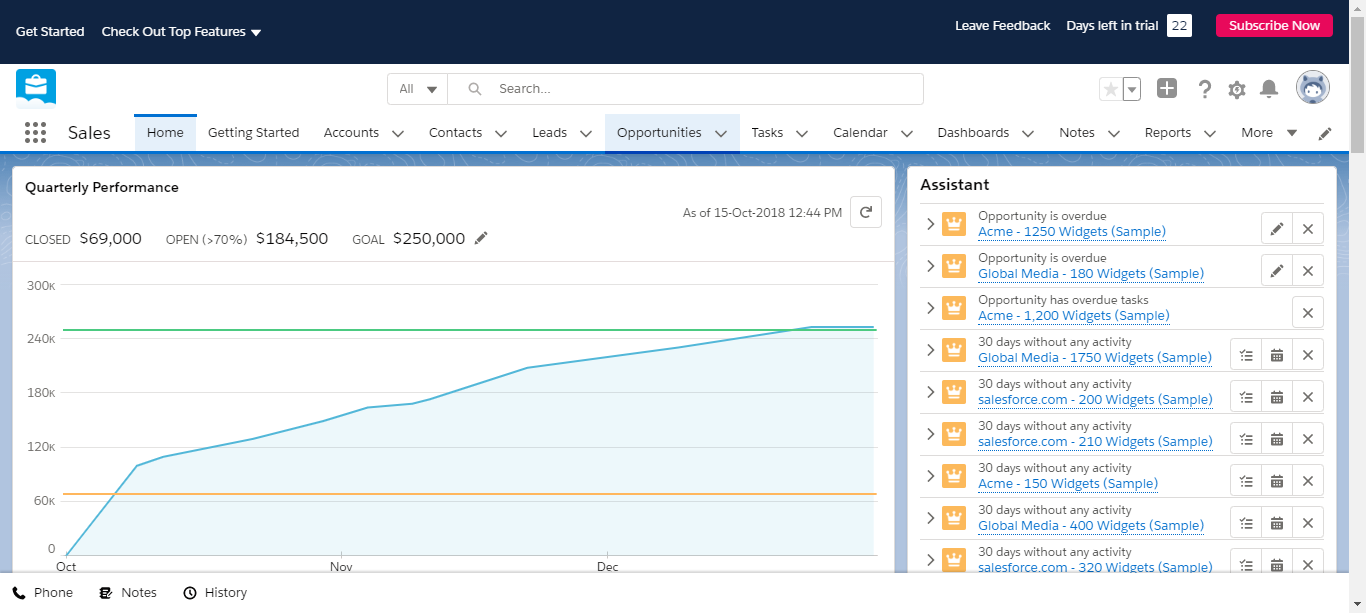 Get Started Check Out Top Features
Leave Feedback Days left in trial 22 Subscribe Now
All Search...
Sales Home Getting Started Accounts Contacts Leads Opportunities Tasks Calendar Dashboards Notes Reports More
Quarterly Performance
As of 15-Oct-2018 12:44 PM
CLOSED $69,000 OPEN (>70%) $184,500 GOAL $250,000
300K
240K
180K
120K
60K
0
Oct Nov Dec
Assistant
Opportunity is overdue
Acme - 1250 Widgets (Sample)
Opportunity is overdue
Global Media - 180 Widgets (Sample)
Opportunity has overdue tasks
Acme - 1,200 Widgets (Sample)
30 days without any activity
Global Media - 1750 Widgets (Sample)
30 days without any activity
salesforce.com - 200 Widgets (Sample)
30 days without any activity
salesforce.com - 210 Widgets (Sample)
30 days without any activity
Acme - 150 Widgets (Sample)
30 days without any activity
Global Media - 400 Widgets (Sample)
30 days without any activity
salesforce.com - 320 Widgets (Sample)
Phone Notes History